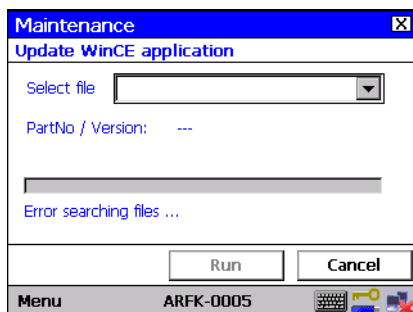 Maintenance X
Update WinCE application
Select file
PartNo / Version: ---
Error searching files ...
Run Cancel
Menu ARFK-0005